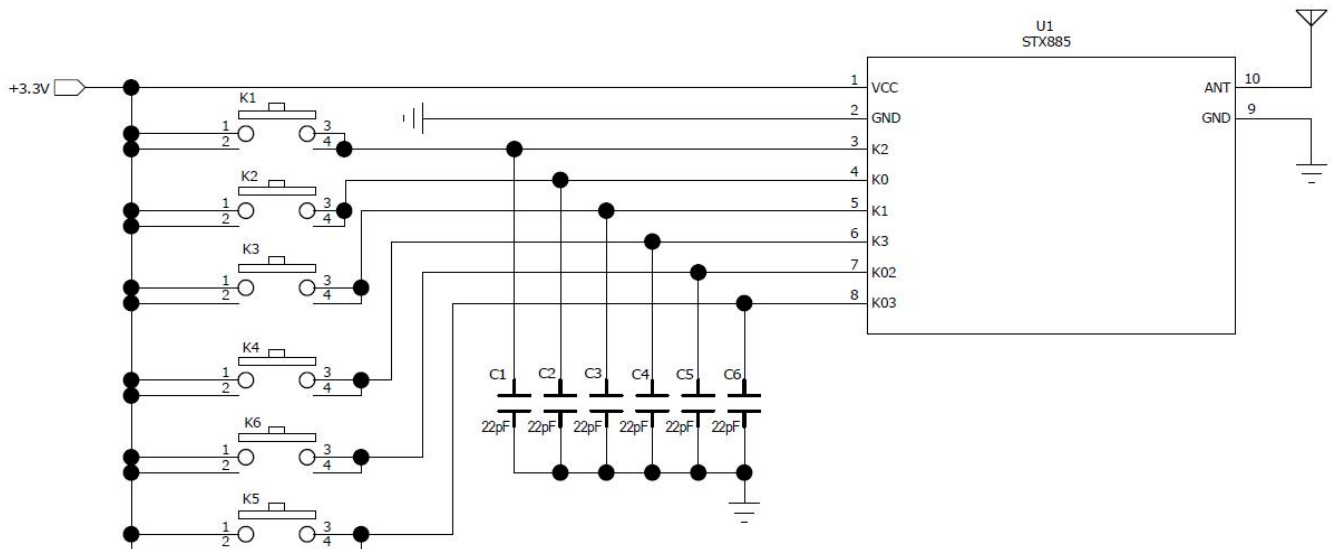 U1
STX885
+3.3V
1 VCC
ANT 10
2 GND
GND 9
3 K2
4 K0
5 K1
6 K3
7 K02
8 K03
K1
1 3
2 4
K2
1 3
2 4
K3
1 3
2 4
K4
1 3
2 4
K6
1 3
2 4
K5
1 3
2 4
C1 C2 C3 C4 C5 C6
22pF 22pF 22pF 22pF 22pF 22pF